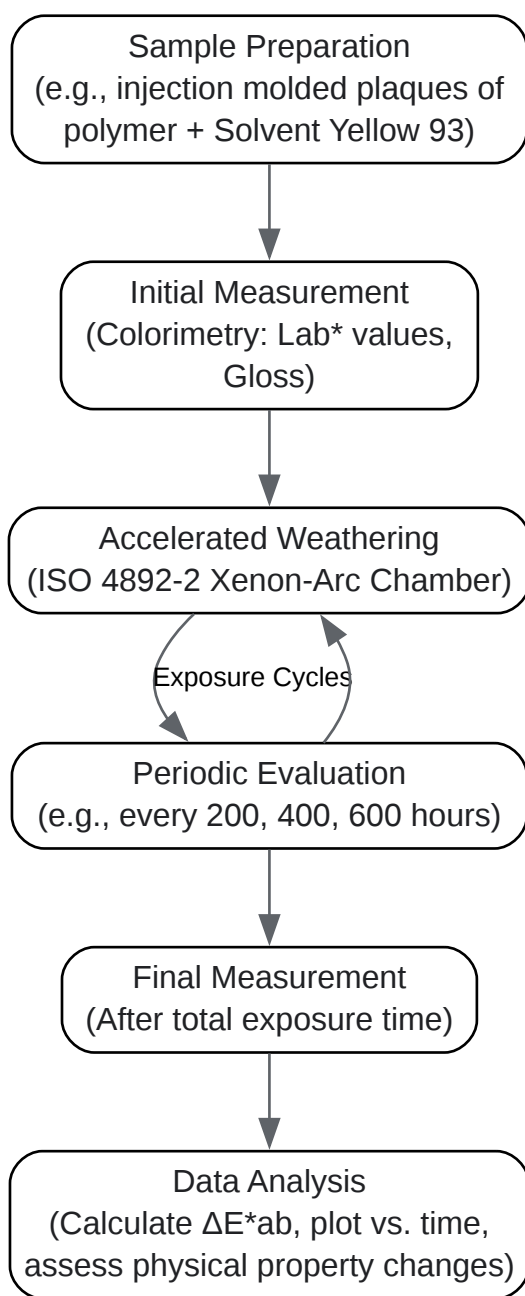 Sample Preparation
(e.g., injection molded plaques of
polymer + Solvent Yellow 93)
Initial Measurement
(Colorimetry: Lab* values,
Gloss)
Accelerated Weathering
(ISO 4892-2 Xenon-Arc Chamber)
Exposure Cycles
Periodic Evaluation
(e.g., every 200, 400, 600 hours)
Final Measurement
(After total exposure time)
Data Analysis
(Calculate ΔE*ab, plot vs. time,
assess physical property changes)